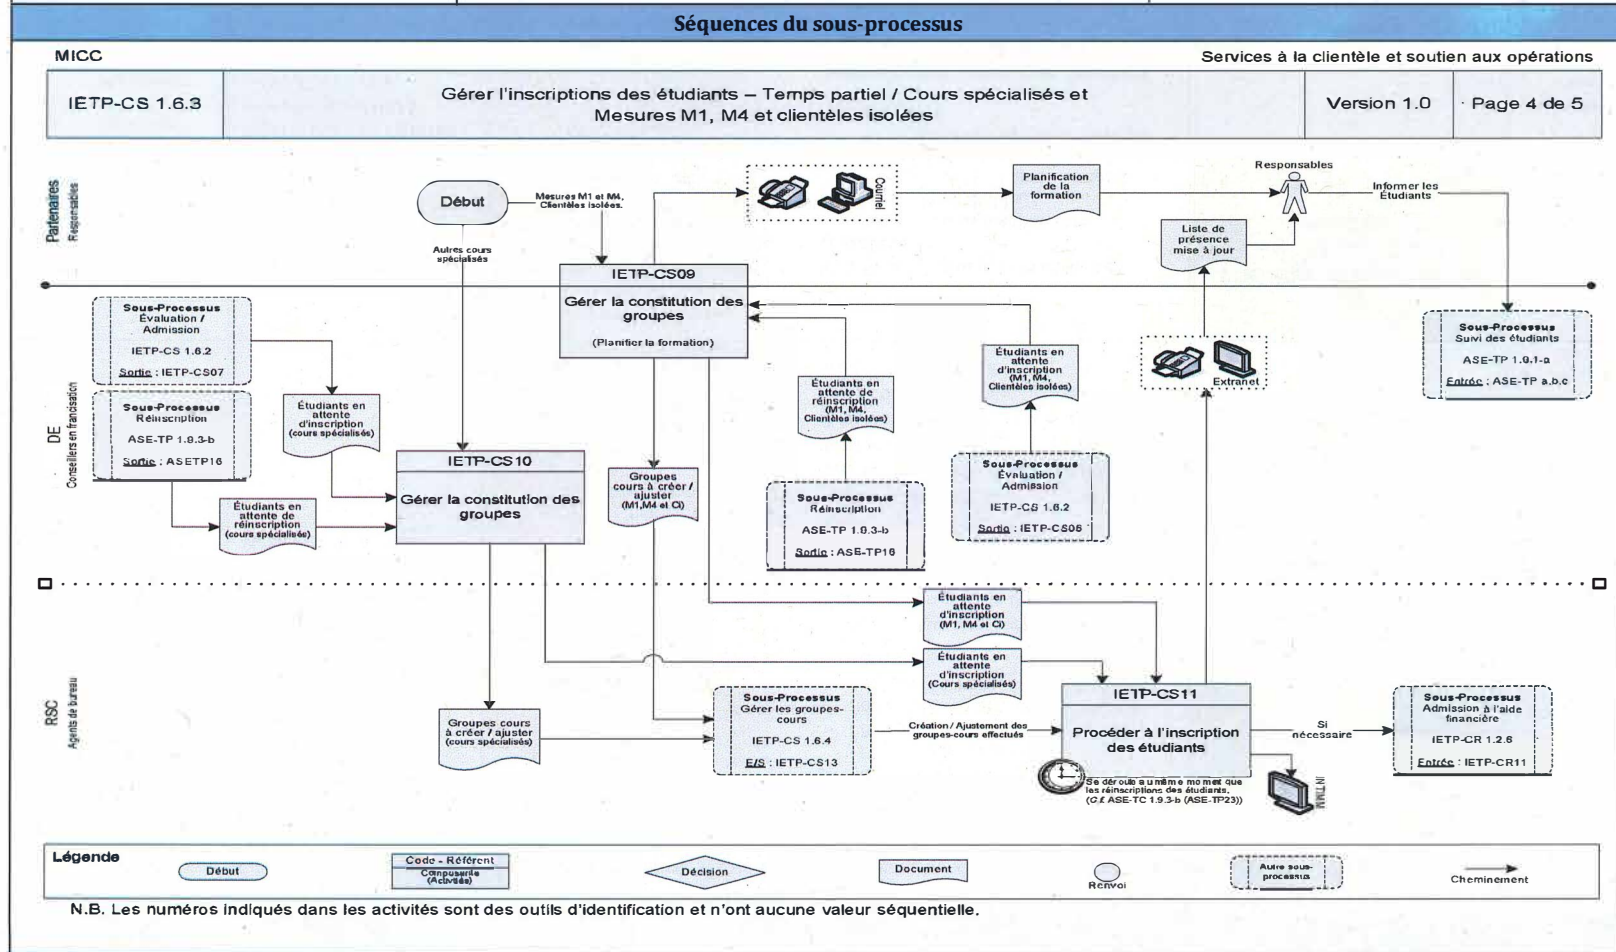 Séquences du sous-processus
MICC
Services à la clientèle et soutien aux opérations
IETP-CS 1.6.3
Gérer l'inscriptions des étudiants – Temps partiel / Cours spécialisés et
Mesures M1, M4 et clientèles isolées
Version 1.0
Page 4 de 5
Partenaires
Responsables
Début
Mesures M1 et M4,
Clientèles isolées.
Autres cours
spécialisés
Courriel
Planification
de la
formation
Responsables
Informer les
Étudiants
Liste de
présence
mise à jour
IETP-CS09
Gérer la constitution des
groupes
(Planifier la formation)
DE
Conseillers en francisation
Sous-Processus
Évaluation /
Admission
IETP-CS 1.6.2
Sortie : IETP-CS07
Sous-Processus
Réinscription
ASE-TP 1.9.3-b
Sortie : ASETP16
Étudiants en
attente
d'inscription
(cours spécialisés)
Étudiants en
attente de
réinscription
(cours spécialisés)
IETP-CS10
Gérer la constitution des
groupes
Groupes
cours à créer /
ajuster
(M1,M4 et Ci)
Étudiants en
attente de
réinscription
(M1, M4,
Clientèles isolées)
Sous-Processus
Réinscription
ASE-TP 1.9.3-b
Sortie : ASE-TP16
Étudiants en
attente
d'inscription
(M1, M4,
Clientèles isolées)
Sous-Processus
Évaluation /
Admission
IETP-CS 1.6.2
Sortie : IETP-CS06
Extranet
Sous-Processus
Suivi des étudiants
ASE-TP 1.9.1-a
Entrée : ASE-TP a.b.c
RSC
Agents de bureau
Étudiants en
attente
d'inscription
(M1, M4 et Ci)
Étudiants en
attente
d'inscription
(Cours spécialisés)
Groupes cours
à créer / ajuster
(cours spécialisés)
Sous-Processus
Gérer les groupes-
cours
IETP-CS 1.6.4
E/S : IETP-CS13
Création / Ajustement des
groupes-cours effectués
IETP-CS11
Procéder à l'inscription
des étudiants
Se déroule au même moment que
les réinscriptions des étudiants.
(C.f. ASE-TC 1.9.3-b (ASE-TP23))
INTIMM
Si
nécessaire
Sous-Processus
Admission à l'aide
financière
IETP-CR 1.2.6
Entrée : IETP-CR11
Légende
Début
Code - Référent
Composante
(Activités)
Décision
Document
Renvoi
Autre sous-
processus
Cheminement
N.B. Les numéros indiqués dans les activités sont des outils d'identification et n'ont aucune valeur séquentielle.